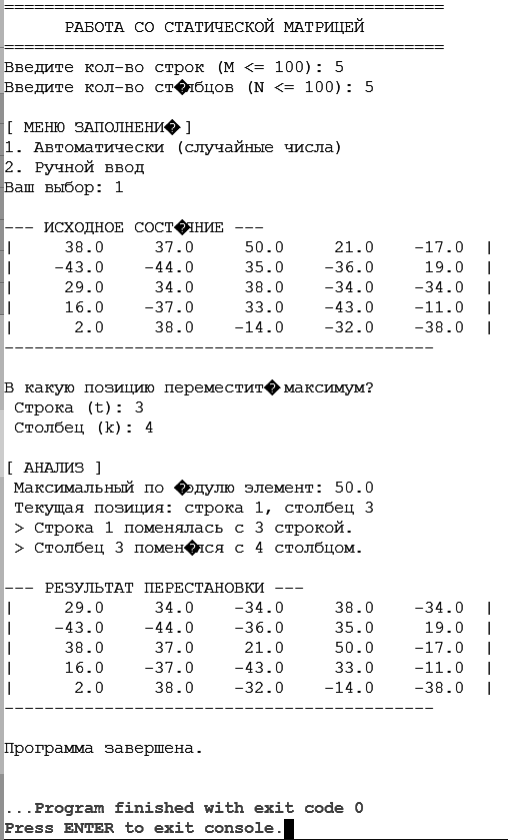 ============================================
РАБОТА СО СТАТИЧЕСКОЙ МАТРИЦЕЙ
============================================
Введите кол-во строк (M <= 100): 5
Введите кол-во ст�лбцов (N <= 100): 5
[ МЕНЮ ЗАПОЛНЕНИ� ]
1. Автоматически (случайные числа)
2. Ручной ввод
Ваш выбор: 1
--- ИСХОДНОЕ СОСТ�ЯНИЕ ---
| 38.0 37.0 50.0 21.0 -17.0 |
| -43.0 -44.0 35.0 -36.0 19.0 |
| 29.0 34.0 38.0 -34.0 -34.0 |
| 16.0 -37.0 33.0 -43.0 -11.0 |
| 2.0 38.0 -14.0 -32.0 -38.0 |
-------------------------------------------
В какую позицию переместит� максимум?
Строка (t): 3
Столбец (k): 4
[ АНАЛИЗ ]
Максимальный по �одулю элемент: 50.0
Текущая позиция: строка 1, столбец 3
> Строка 1 поменялась с 3 строкой.
> Столбец 3 помен�лся с 4 столбцом.
--- РЕЗУЛЬТАТ ПЕРЕСТАНОВКИ ---
| 29.0 34.0 -34.0 38.0 -34.0 |
| -43.0 -44.0 -36.0 35.0 19.0 |
| 38.0 37.0 21.0 50.0 -17.0 |
| 16.0 -37.0 -43.0 33.0 -11.0 |
| 2.0 38.0 -32.0 -14.0 -38.0 |
-------------------------------------------
Программа завершена.
...Program finished with exit code 0
Press ENTER to exit console.